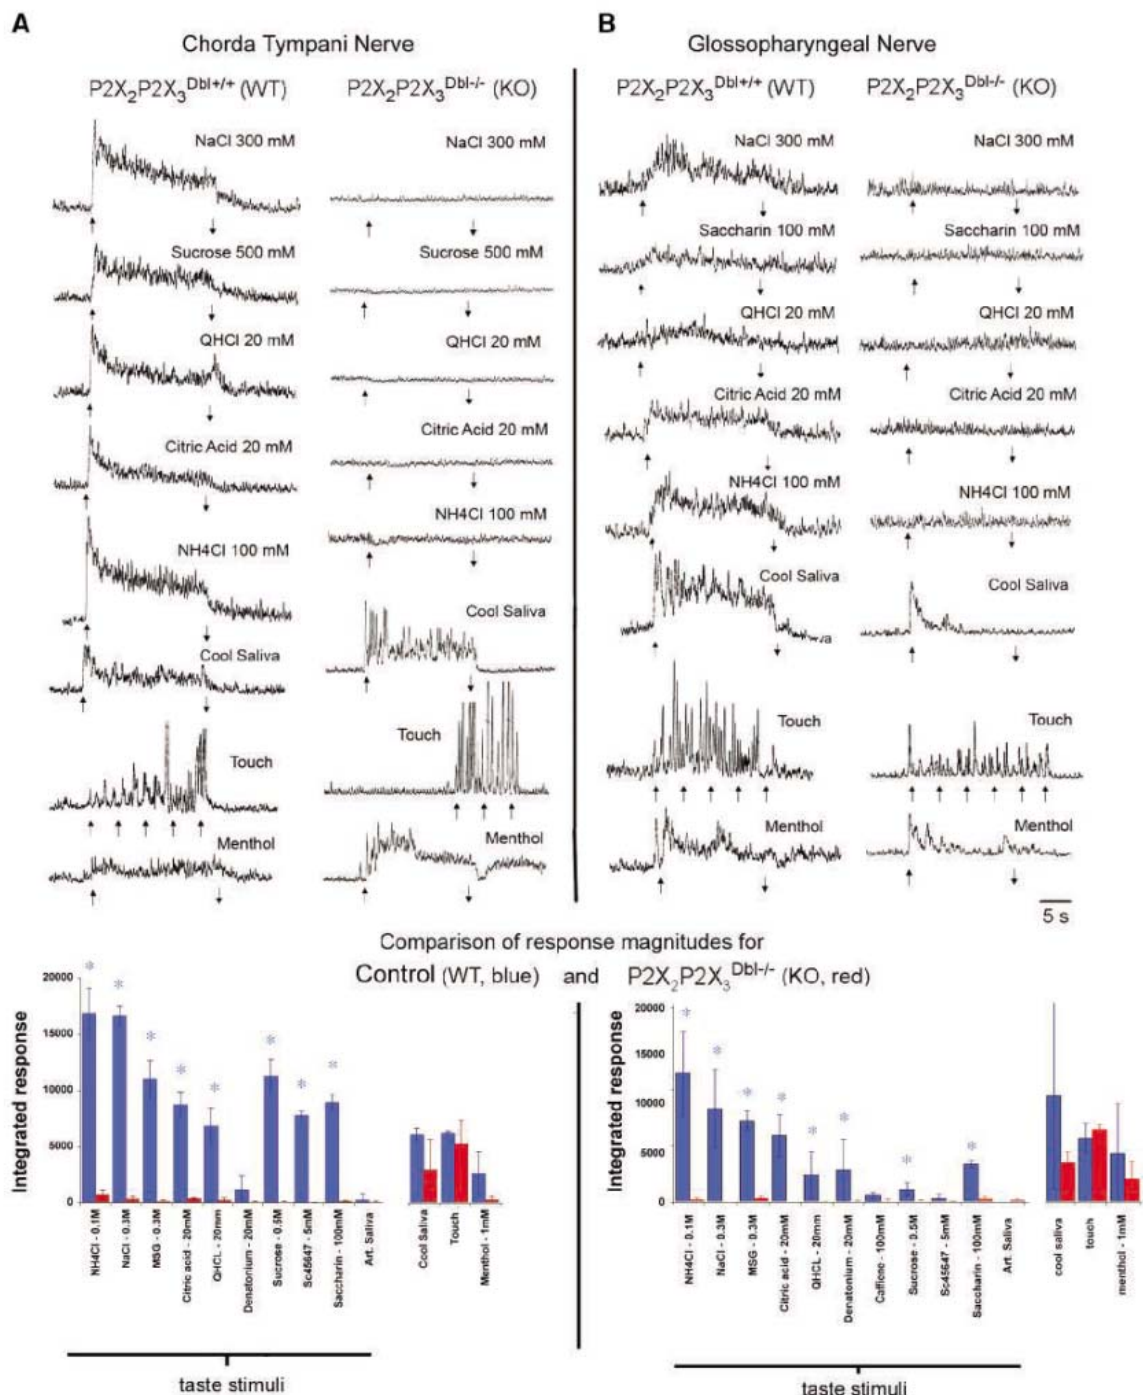 A
Chorda Tympani Nerve
P2X2P2X3Dbl+/+ (WT)
P2X2P2X3Dbl-/- (KO)
NaCl 300 mM
NaCl 300 mM
Sucrose 500 mM
Sucrose 500 mM
QHCl 20 mM
QHCl 20 mM
Citric Acid 20 mM
Citric Acid 20 mM
NH4Cl 100 mM
NH4Cl 100 mM
Cool Saliva
Cool Saliva
Touch
Touch
Menthol
Menthol
B
Glossopharyngeal Nerve
P2X2P2X3Dbl+/+ (WT)
P2X2P2X3Dbl-/- (KO)
NaCl 300 mM
NaCl 300 mM
Saccharin 100 mM
Saccharin 100 mM
QHCl 20 mM
QHCl 20 mM
Citric Acid 20 mM
Citric Acid 20 mM
NH4Cl 100 mM
NH4Cl 100 mM
Cool Saliva
Cool Saliva
va
Touch
Touch
Menthol
Menthol
5 s
Comparison of response magnitudes for
Control (WT, blue) and P2X2P2X3Dbl-/- (KO, red)
Integrated response
20000
15000
10000
5000
0
* * * * * * * *
NH4Cl - 0.1M
NaCl - 0.3M
MSG - 0.3M
Citric acid - 20mM
QHCL - 20mm
Denatonium - 20mM
Sucrose - 0.5M
Sc45647 - 5mM
Saccharin - 100mM
Art. Saliva
Cool Saliva
Touch
Menthol - 1mM
taste stimuli
Integrated response
20000
15000
10000
5000
0
* * * * * * * *
NH4Cl - 0.1M
NaCl - 0.3M
MSG - 0.3M
Citric acid - 20mM
QHCL - 20mm
Denatonium - 20mM
Caffienc - 100mM
Sucrose - 0.5M
Sc45647 - 5mM
Saccharin - 100mM
Art. Saliva
cool saliva
touch
menthol - 1mM
taste stimuli